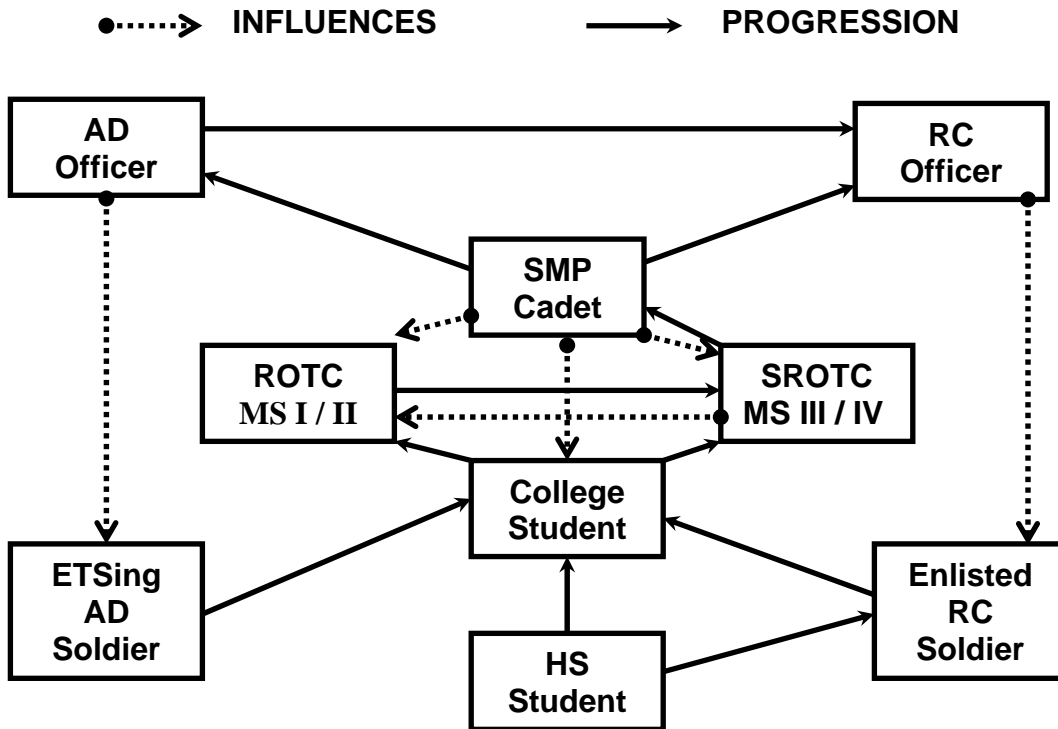 INFLUENCES
PROGRESSION
AD
Officer
RC
Officer
SMP
Cadet
ROTC
MS I / II
SROTC
MS III / IV
College
Student
ETSing
AD
Soldier
HS
Student
Enlisted
RC
Soldier